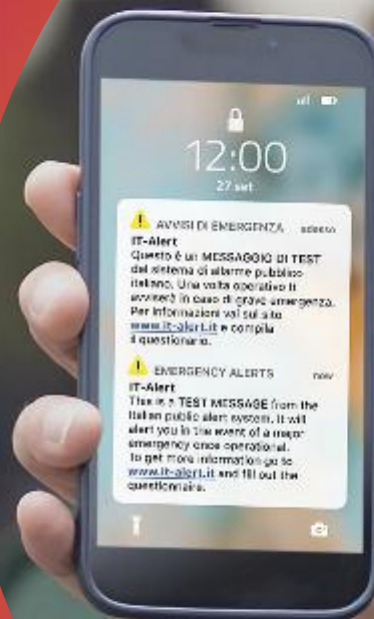 12:00
27 set
AVVISI DI EMERGENZA adesso
IT-Alert
Questo è un MESSAGGIO DI TEST
del sistema di allarme pubblico
italiano. Una volta operativo ti
avviserà in caso di grave emergenza.
Per informazioni vai sul sito
www.it-alert.it e compila
il questionario.
EMERGENCY ALERTS now
IT-Alert
This is a TEST MESSAGE from the
Italian public alert system. It will
alert you in the event of a major
emergency once operational.
To get more information go to
www.it-alert.it and fill out the
questionnaire.